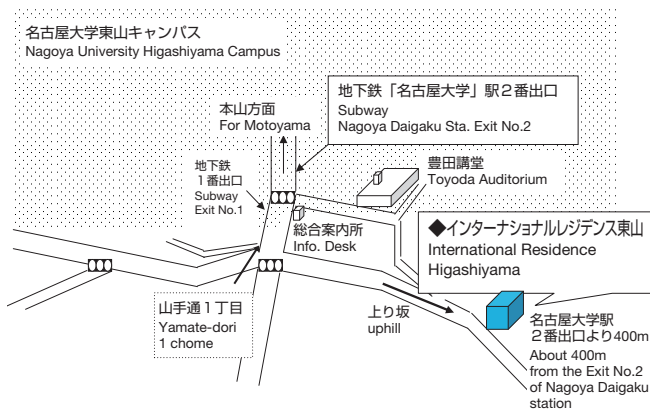 名古屋大学東山キャンパス
Nagoya University Higashiyama Campus
地下鉄「名古屋大学」駅２番出口
Subway
Nagoya Daigaku Sta. Exit No.2
本山方面
For Motoyama
地下鉄
１番出口
Subway
Exit No.1
豊田講堂
Toyoda Auditorium
総合案内所
Info. Desk
◆インターナショナルレジデンス東山
International Residence
Higashiyama
山手通１丁目
Yamate-dori
1 chome
上り坂
uphill
名古屋大学駅
２番出口より400m
About 400m
from the Exit No.2
of Nagoya Daigaku
station